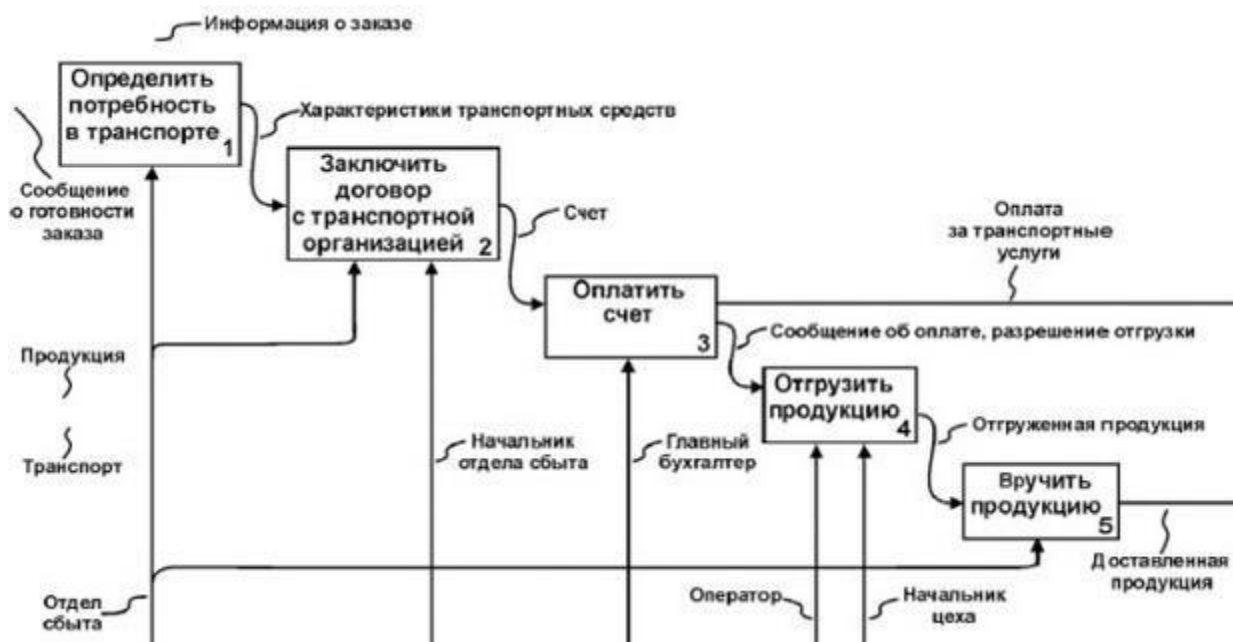 Информация о заказе
Определить
потребность
в транспорте
1
Характеристики транспортных средств
Сообщение
о готовности
заказа
Заключить
договор
с транспортной
организацией
2
Счет
Оплата
за транспортные
услуги
Оплатить
счет
3
Сообщение об оплате, разрешение отгрузки
Продукция
Транспорт
Отгрузить
продукцию
4
Начальник
отдела сбыта
Главный
бухгалтер
Отгруженная продукция
Вручить
продукцию
5
Доставленная
продукция
Отдел
сбыта
Оператор
Начальник
цеха